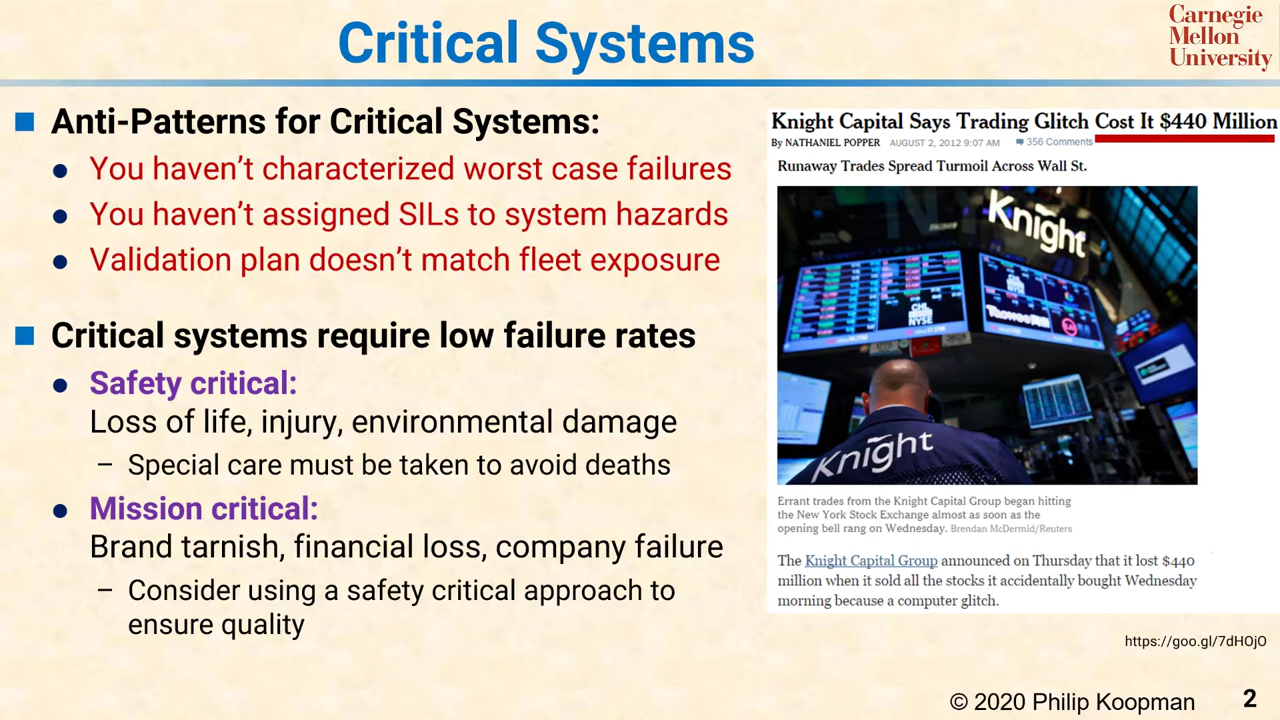 Critical Systems
Carnegie
Mellon
University
Anti-Patterns for Critical Systems:
You haven't characterized worst case failures
You haven't assigned SILs to system hazards
Validation plan doesn't match fleet exposure
Critical systems require low failure rates
Safety critical:
Loss of life, injury, environmental damage
– Special care must be taken to avoid deaths
Mission critical:
Brand tarnish, financial loss, company failure
– Consider using a safety critical approach to
ensure quality
Knight Capital Says Trading Glitch Cost It $440 Million
By NATHANIEL POPPER AUGUST 2, 2012 9:07 AM 356 Comments
Runaway Trades Spread Turmoil Across Wall St.
Knight
Knight
Errant trades from the Knight Capital Group began hitting
the New York Stock Exchange almost as soon as the
opening bell rang on Wednesday. Brendan McDermid/Reuters
The Knight Capital Group announced on Thursday that it lost $440
million when it sold all the stocks it accidentally bought Wednesday
morning because a computer glitch.
https://goo.gl/7dHOjO
© 2020 Philip Koopman
2